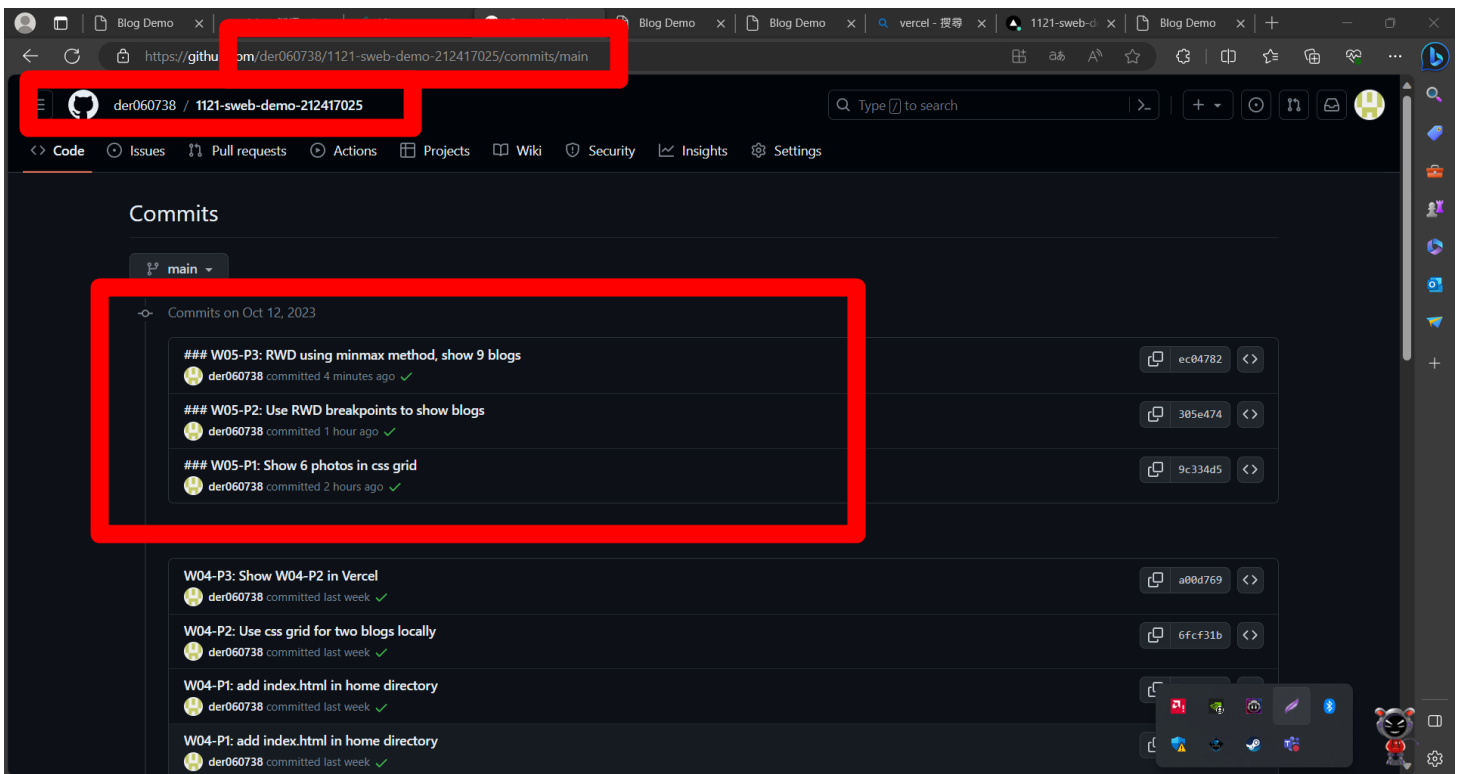 Blog Demo
Blog Demo
Blog Demo
vercel - 搜尋
1121-sweb-d
Blog Demo
https://githu om/der060738/1121-sweb-demo-212417025/commits/main
der060738 / 1121-sweb-demo-212417025
Type / to search
<> Code
Issues
Pull requests
Actions
Projects
Wiki
Security
Insights
Settings
Commits
main
Commits on Oct 12, 2023
### W05-P3: RWD using minmax method, show 9 blogs
der060738 committed 4 minutes ago
ec04782
### W05-P2: Use RWD breakpoints to show blogs
der060738 committed 1 hour ago
305e474
### W05-P1: Show 6 photos in css grid
der060738 committed 2 hours ago
9c334d5
W04-P3: Show W04-P2 in Vercel
der060738 committed last week
a00d769
W04-P2: Use css grid for two blogs locally
der060738 committed last week
6fcf31b
W04-P1: add index.html in home directory
der060738 committed last week
W04-P1: add index.html in home directory
der060738 committed last week